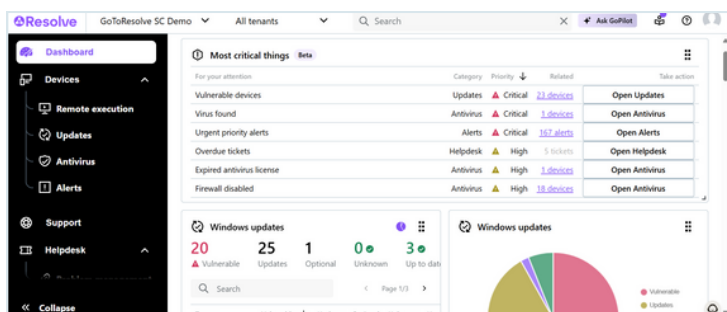 Resolve GoToResolve SC Demo All tenants Search Ask GoPilot
Dashboard
Devices
Remote execution
Updates
Antivirus
Alerts
Support
Helpdesk
Collapse
Most critical things Beta
For your attention Category Priority Related Take action
Vulnerable devices Updates Critical 23 devices Open Updates
Virus found Antivirus Critical 1 devices Open Antivirus
Urgent priority alerts Alerts Critical 167 alerts Open Alerts
Overdue tickets Helpdesk High 5 tickets Open Helpdesk
Expired antivirus license Antivirus High 1 devices Open Antivirus
Firewall disabled Antivirus High 18 devices Open Antivirus
Windows updates
20 25 1 0 3
Vulnerable Updates Optional Unknown Up to dat
Search Page 1/3
Windows updates
Vulnerable
Updates